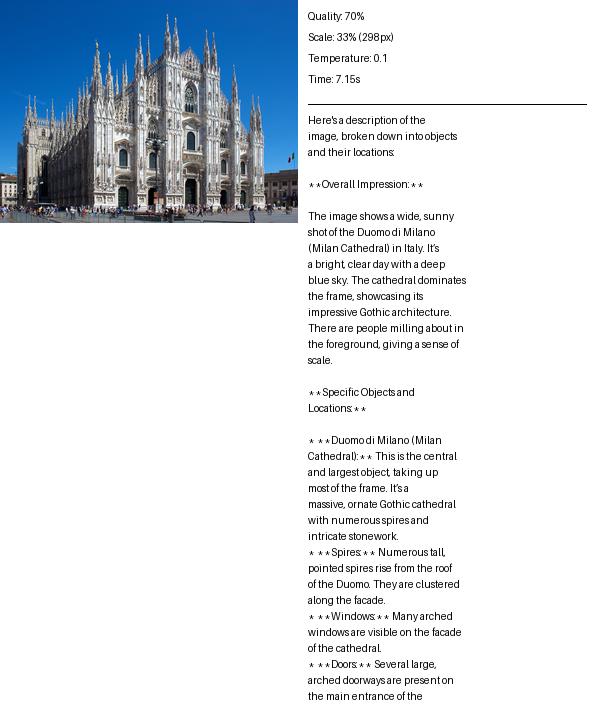 Quality: 70%
Scale: 33% (298px)
Temperature: 0.1
Time: 7.15s
Here's a description of the
image, broken down into objects
and their locations:
**Overall Impression:**
The image shows a wide, sunny
shot of the Duomo di Milano
(Milan Cathedral) in Italy. It's
a bright, clear day with a deep
blue sky. The cathedral dominates
the frame, showcasing its
impressive Gothic architecture.
There are people milling about in
the foreground, giving a sense of
scale.
**Specific Objects and
Locations:**
* **Duomo di Milano (Milan
Cathedral):** This is the central
and largest object, taking up
most of the frame. It's a
massive, ornate Gothic cathedral
with numerous spires and
intricate stonework.
* **Spires:** Numerous tall,
pointed spires rise from the roof
of the Duomo. They are clustered
along the facade.
* **Windows:** Many arched
windows are visible on the facade
of the cathedral.
* **Doors:** Several large,
arched doorways are present on
the main entrance of the